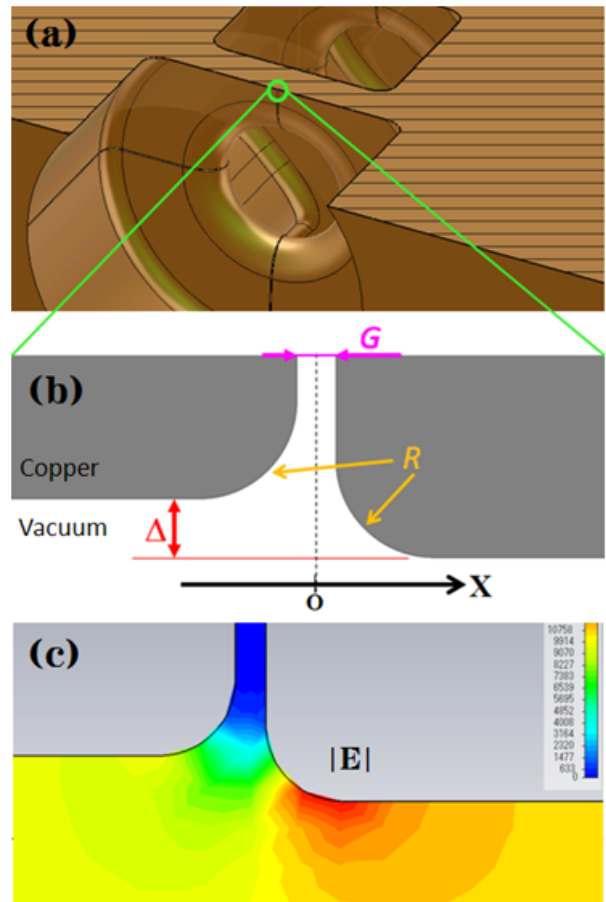 (a)
G
(b)
R
Copper
Vacuum
Δ
X
O
(c)
10758
9914
9070
8227
7383
6539
5695
4852
4008
3164
2320
1477
633
0
|E|